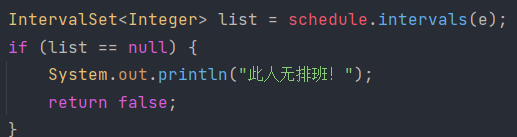 IntervalSet<Integer> list = schedule.intervals(e);
if (list == null) {
    System.out.println("此人无排班！");
    return false;
}